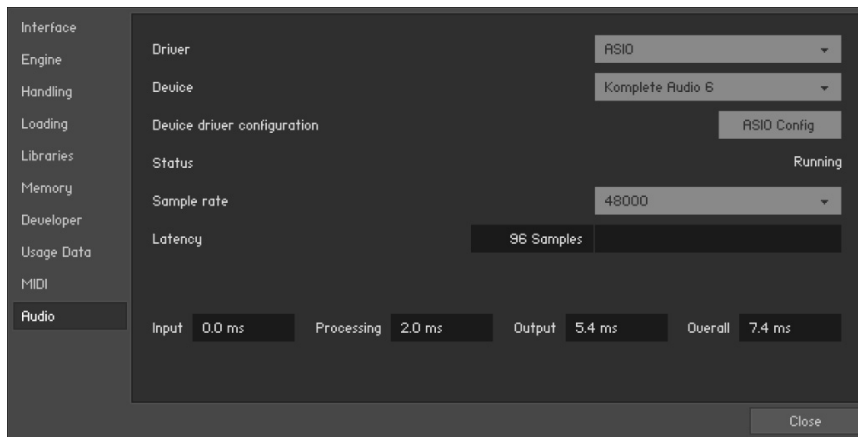 Interface
Engine
Handling
Loading
Libraries
Memory
Developer
Usage Data
MIDI
Audio
Driver ASIO
Device Komplete Audio 6
Device driver configuration ASIO Config
Status Running
Sample rate 48000
Latency 96 Samples
Input 0.0 ms Processing 2.0 ms Output 5.4 ms Overall 7.4 ms
Close